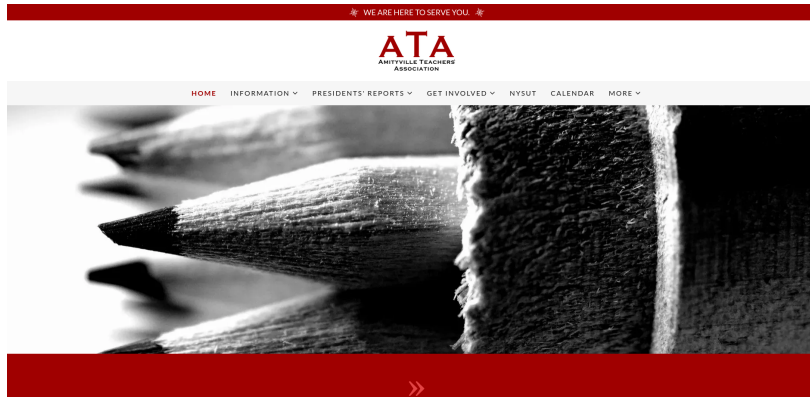 WE ARE HERE TO SERVE YOU.
ATA
AMITYVILLE TEACHERS'
ASSOCIATION
HOME INFORMATION PRESIDENTS' REPORTS GET INVOLVED NYSUT CALENDAR MORE